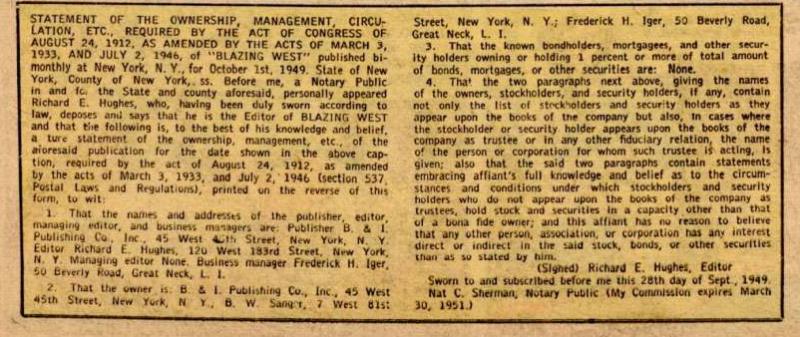 STATEMENT OF THE OWNERSHIP, MANAGEMENT, CIRCU-
LATION, ETC., REQUIRED BY THE ACT OF CONGRESS OF
AUGUST 24, 1912, AS AMENDED BY THE ACTS OF MARCH 3,
1933, AND JULY 2, 1946, of "BLAZING WEST" published bi-
monthly at New York, N. Y., for October 1st, 1949. State of New
York, County of New York, ss. Before me, a Notary Public
in and for the State and county aforesaid, personally appeared
Richard E. Hughes, who, having been duly sworn according to
law, deposes and says that he is the Editor of BLAZING WEST
and that the following is, to the best of his knowledge and belief,
a ture statement of the ownership, management, etc., of the
aforesaid publication for the date shown in the above cap-
tion, required by the act of August 24, 1912, as amended
by the acts of March 3, 1933, and July 2, 1946 (section 537,
Postal Laws and Regulations), printed on the reverse of this
form, to wit:
1. That the names and addresses of the publisher, editor,
managing editor, and business managers are: Publisher B. & I.
Publishing Co., Inc., 45 West 45th Street, New York, N. Y.
Editor Richard E. Hughes, 120 West 183rd Street, New York,
N. Y. Managing editor None. Business manager Frederick H. Iger,
50 Beverly Road, Great Neck, L. I.
2. That the owner is: B. & I. Publishing Co., Inc., 45 West
45th Street, New York, N. Y., B. W. Sangor, 7 West 81st
Street, New York, N. Y.; Frederick H. Iger, 50 Beverly Road,
Great Neck, L. I.
3. That the known bondholders, mortgagees, and other secur-
ity holders owning or holding 1 percent or more of total amount
of bonds, mortgages, or other securities are: None.
4. That the two paragraphs next above, giving the names
of the owners, stockholders, and security holders, if any, contain
not only the list of stockholders and security holders as they
appear upon the books of the company but also, in cases where
the stockholder or security holder appears upon the books of the
company as trustee or in any other fiduciary relation, the name
of the person or corporation for whom such trustee is acting, is
given; also that the said two paragraphs contain statements
embracing affiant's full knowledge and belief as to the circum-
stances and conditions under which stockholders and security
holders who do not appear upon the books of the company as
trustees, hold stock and securities in a capacity other than that
of a bona fide owner; and this affiant has no reason to believe
that any other person, association, or corporation has any interest
direct or indirect in the said stock, bonds, or other securities
than as so stated by him.
(Signed) Richard E. Hughes, Editor
Sworn to and subscribed before me this 28th day of Sept., 1949.
Nat C. Sherman, Notary Public (My Commission expires March
30, 1951.)